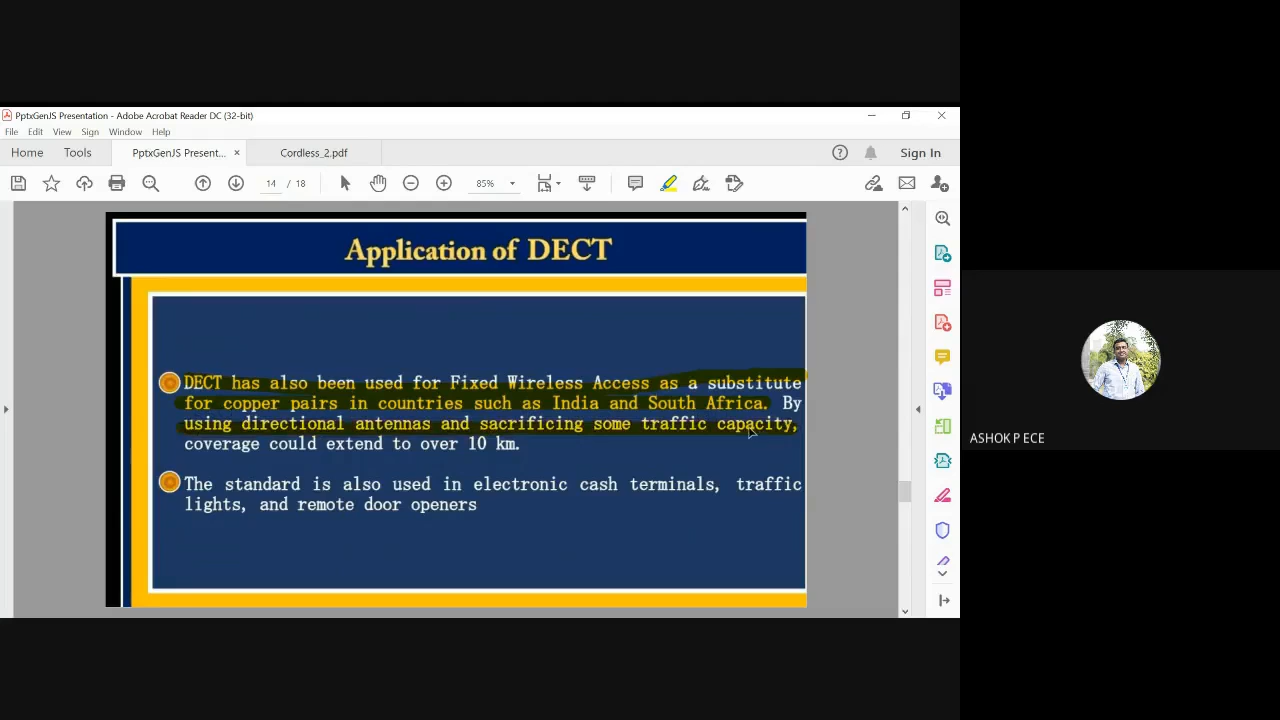 PptxGenJS Presentation - Adobe Acrobat Reader DC (32-bit)
File Edit View Window Help
Home Tools PptxGenJS Present... × Cordless_2.pdf Sign In
14 / 18 85%
Application of DECT
DECT has also been used for Fixed Wireless Access as a substitute
for copper pairs in countries such as India and South Africa. By
using directional antennas and sacrificing some traffic capacity,
coverage could extend to over 10 km.
The standard is also used in electronic cash terminals, traffic
lights, and remote door openers
ASHOK P ECE